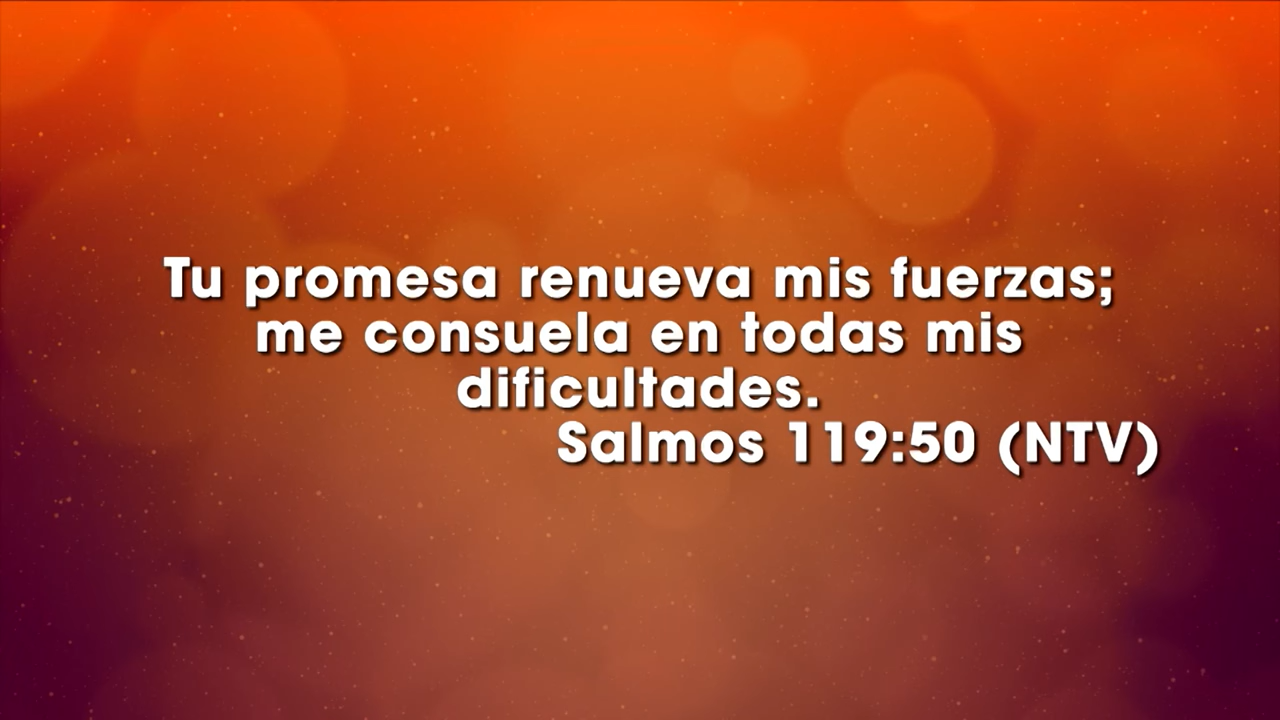 Tu promesa renueva mis fuerzas;
me consuela en todas mis
dificultades.
Salmos 119:50 (NTV)